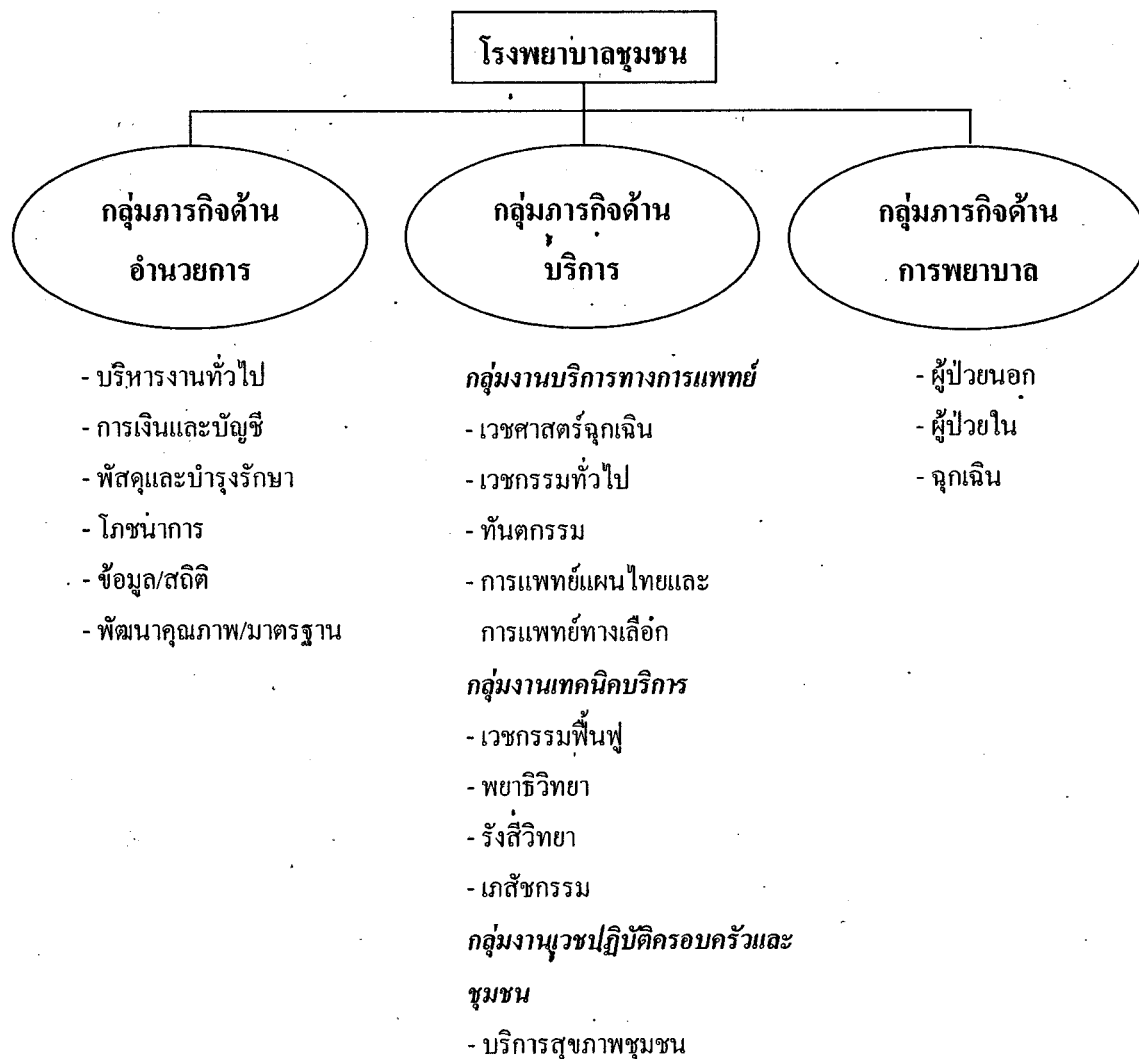 โรงพยาบาลชุมชน
กลุ่มภารกิจด้าน
อำนวยการ
- บริหารงานทั่วไป
- การเงินและบัญชี
- พัสดุและบำรุงรักษา
- โภชนาการ
- ข้อมูล/สถิติ
- พัฒนาคุณภาพ/มาตรฐาน
กลุ่มภารกิจด้าน
บริการ
กลุ่มงานบริการทางการแพทย์
- เวชศาสตร์ฉุกเฉิน
- เวชกรรมทั่วไป
- ทันตกรรม
- การแพทย์แผนไทยและ
การแพทย์ทางเลือก
กลุ่มงานเทคนิคบริการ
- เวชกรรมฟื้นฟู
- พยาธิวิทยา
- รังสีวิทยา
- เภสัชกรรม
กลุ่มงานเวชปฏิบัติครอบครัวและ
ชุมชน
- บริการสุขภาพชุมชน
กลุ่มภารกิจด้าน
การพยาบาล
- ผู้ป่วยนอก
- ผู้ป่วยใน
- ฉุกเฉิน